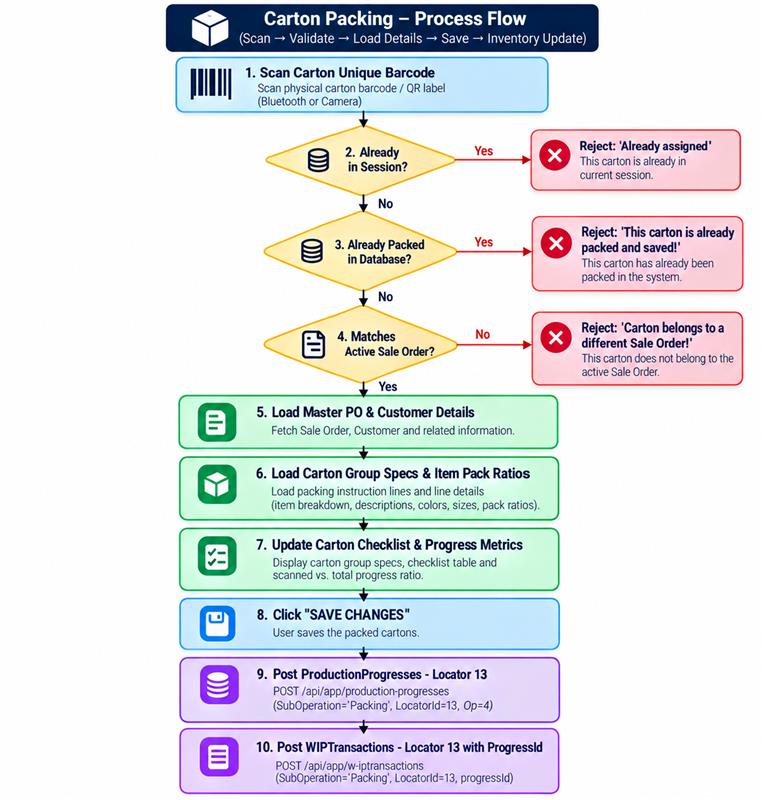 Carton Packing – Process Flow
(Scan → Validate → Load Details → Save → Inventory Update)
1. Scan Carton Unique Barcode
Scan physical carton barcode / QR label
(Bluetooth or Camera)
2. Already
in Session?
Yes
Reject: 'Already assigned'
This carton is already in
current session.
No
3. Already Packed
in Database?
Yes
Reject: 'This carton is already
packed and saved!'
This carton has already been
packed in the system.
No
4. Matches
Active Sale Order?
No
Reject: 'Carton belongs to a
different Sale Order!'
This carton does not belong to the
active Sale Order.
Yes
5. Load Master PO & Customer Details
Fetch Sale Order, Customer and related information.
6. Load Carton Group Specs & Item Pack Ratios
Load packing instruction lines and line details
(item breakdown, descriptions, colors, sizes, pack ratios).
7. Update Carton Checklist & Progress Metrics
Display carton group specs, checklist table and
scanned vs. total progress ratio.
8. Click "SAVE CHANGES"
User saves the packed cartons.
9. Post ProductionProgresses - Locator 13
POST /api/app/production-progresses
(SubOperation='Packing', LocatorId=13, Op=4)
10. Post WIPTransactions - Locator 13 with ProgressId
POST /api/app/w-iptransactions
(SubOperation='Packing', LocatorId=13, progressId)